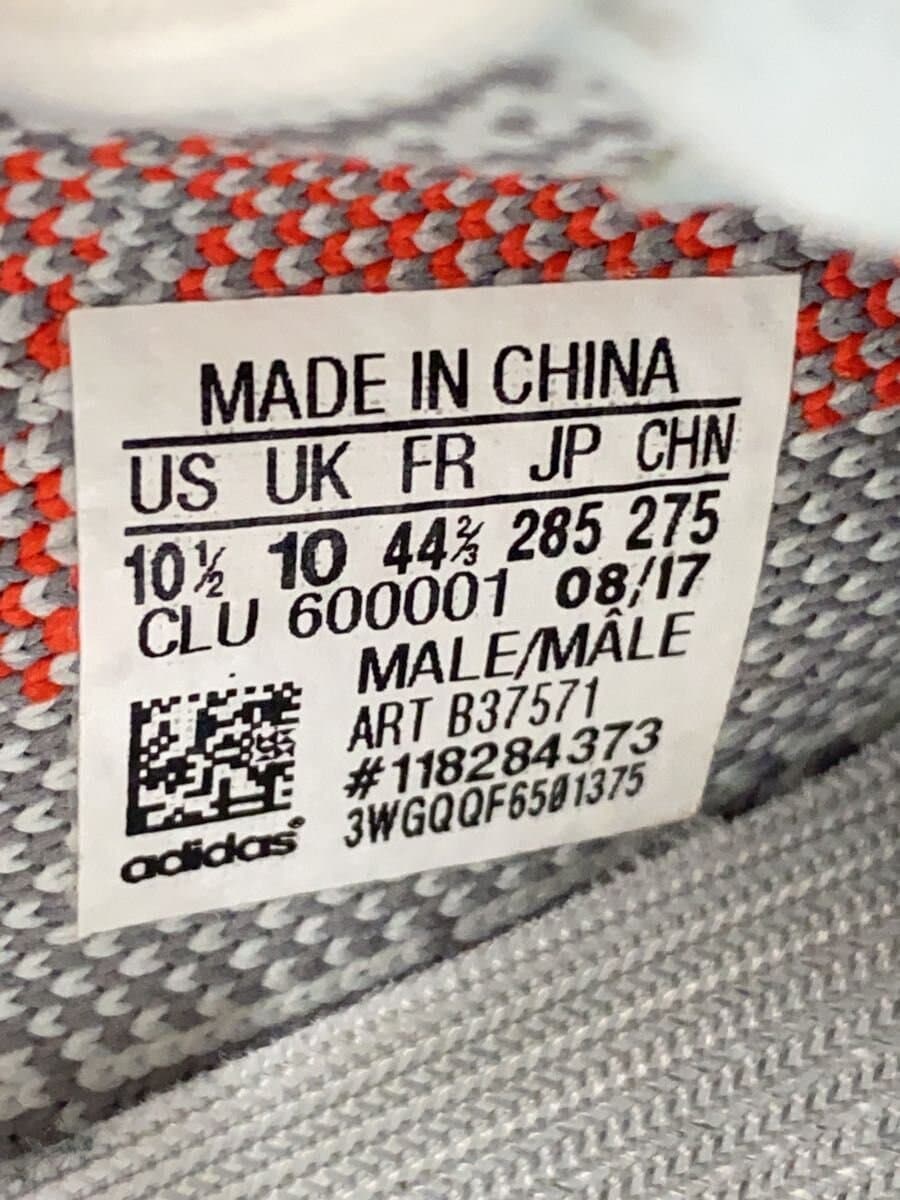 MADE IN CHINA
US UK FR JP CHN
10½ 10 44⅔ 285 275
CLU 600001 08/17
MALE/MÂLE
ART B37571
#118284373
3WGQQF6501375
adidas®